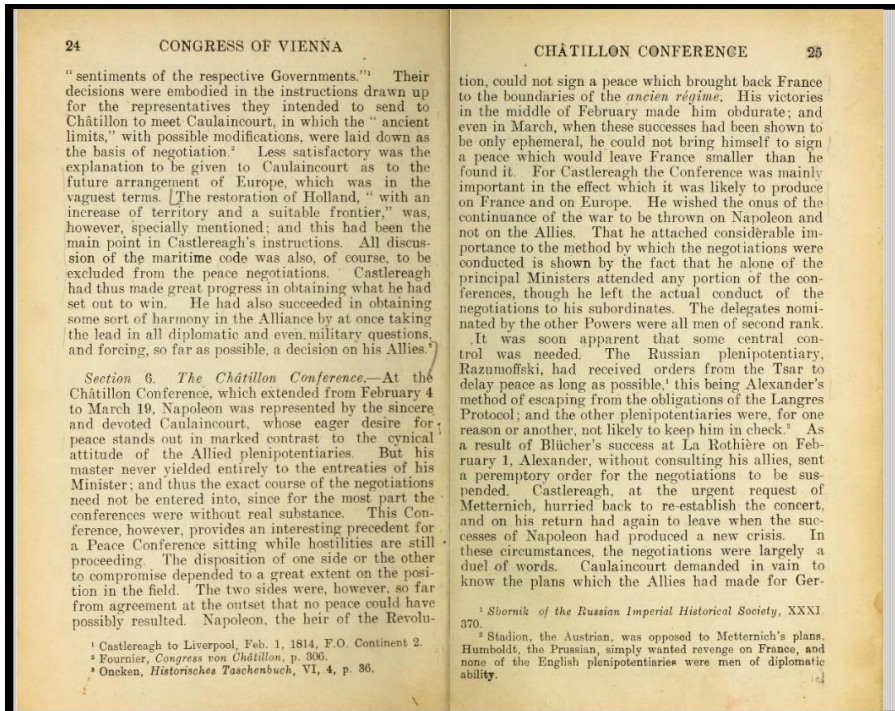 24 CONGRESS OF VIENNA
“ sentiments of the respective Governments.”¹ Their
decisions were embodied in the instructions drawn up
for the representatives they intended to send to
Châtillon to meet Caulaincourt, in which the “ ancient
limits,” with possible modifications, were laid down as
the basis of negotiation.² Less satisfactory was the
explanation to be given to Caulaincourt as to the
future arrangement of Europe, which was in the
vaguest terms. [The restoration of Holland, “ with an
increase of territory and a suitable frontier,” was,
however, specially mentioned; and this had been the
main point in Castlereagh's instructions. All discus-
sion of the maritime code was also, of course, to be
excluded from the peace negotiations. Castlereagh
had thus made great progress in obtaining what he had
set out to win. He had also succeeded in obtaining
some sort of harmony in the Alliance by at once taking
the lead in all diplomatic and even military questions,
and forcing, so far as possible, a decision on his Allies.³
Section 6. The Châtillon Conference.—At the
Châtillon Conference, which extended from February 4
to March 19, Napoleon was represented by the sincere
and devoted Caulaincourt, whose eager desire for
peace stands out in marked contrast to the cynical
attitude of the Allied plenipotentiaries. But his
master never yielded entirely to the entreaties of his
Minister; and thus the exact course of the negotiations
need not be entered into, since for the most part the
conferences were without real substance. This Con-
ference, however, provides an interesting precedent for
a Peace Conference sitting while hostilities are still
proceeding. The disposition of one side or the other
to compromise depended to a great extent on the posi-
tion in the field. The two sides were, however, so far
from agreement at the outset that no peace could have
possibly resulted. Napoleon, the heir of the Revolu-
¹ Castlereagh to Liverpool, Feb. 1, 1814, F.O. Continent 2.
² Fournier, Congress von Châtillon, p. 306.
³ Oncken, Historisches Taschenbuch, VI, 4, p. 36.
CHÂTILLON CONFERENCE 25
tion, could not sign a peace which brought back France
to the boundaries of the ancien régime. His victories
in the middle of February made him obdurate; and
even in March, when these successes had been shown to
be only ephemeral, he could not bring himself to sign
a peace which would leave France smaller than he
found it. For Castlereagh the Conference was mainly
important in the effect which it was likely to produce
on France and on Europe. He wished the onus of the
continuance of the war to be thrown on Napoleon and
not on the Allies. That he attached considerable im-
portance to the method by which the negotiations were
conducted is shown by the fact that he alone of the
principal Ministers attended any portion of the con-
ferences, though he left the actual conduct of the
negotiations to his subordinates. The delegates nomi-
nated by the other Powers were all men of second rank.
It was soon apparent that some central con-
trol was needed. The Russian plenipotentiary,
Razumoffski, had received orders from the Tsar to
delay peace as long as possible,¹ this being Alexander's
method of escaping from the obligations of the Langres
Protocol; and the other plenipotentiaries were, for one
reason or another, not likely to keep him in check.² As
a result of Blücher's success at La Rothière on Feb-
ruary 1, Alexander, without consulting his allies, sent
a peremptory order for the negotiations to be sus-
pended. Castlereagh, at the urgent request of
Metternich, hurried back to re-establish the concert,
and on his return had again to leave when the suc-
cesses of Napoleon had produced a new crisis. In
these circumstances, the negotiations were largely a
duel of words. Caulaincourt demanded in vain to
know the plans which the Allies had made for Ger-
¹ Sbornik of the Russian Imperial Historical Society, XXXI
370.
² Stadion, the Austrian, was opposed to Metternich's plans.
Humboldt, the Prussian, simply wanted revenge on France, and
none of the English plenipotentiaries were men of diplomatic
ability.